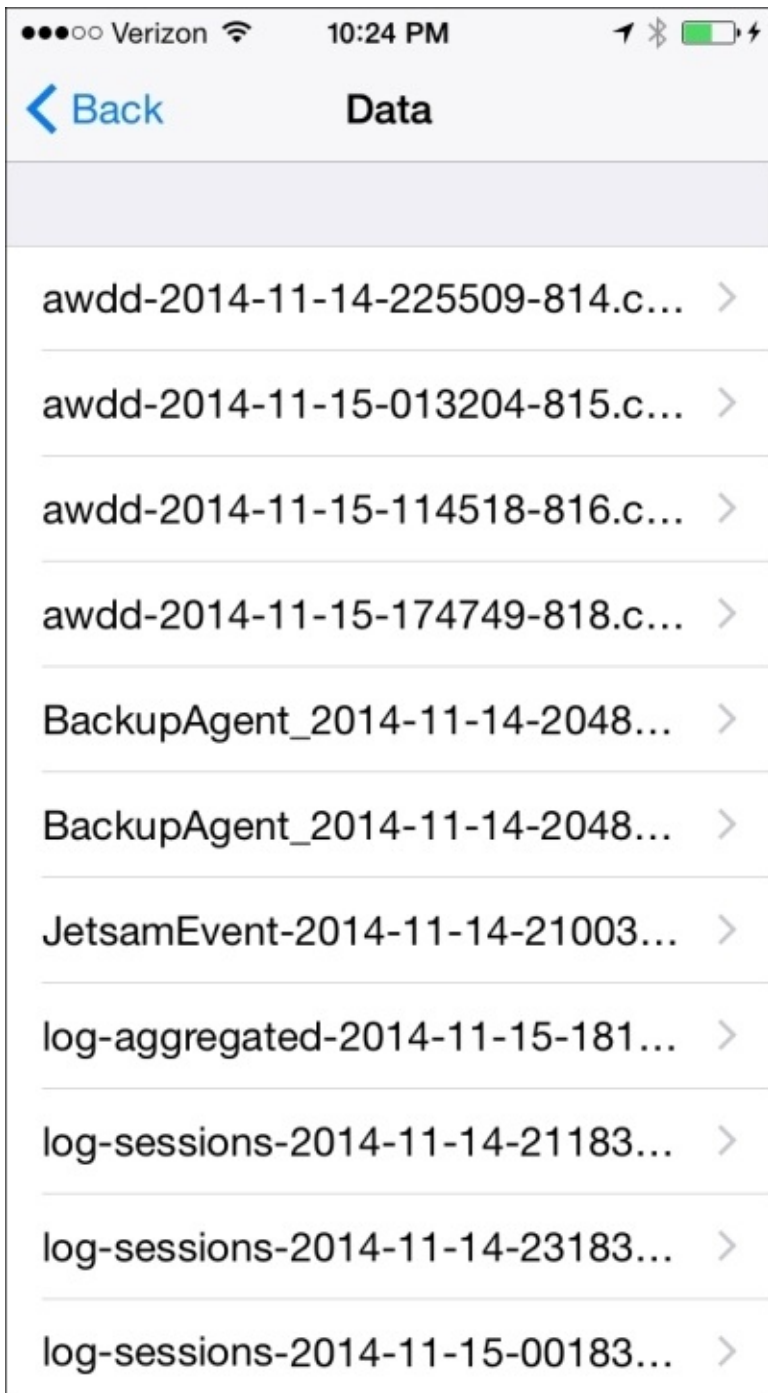 Verizon 10:24 PM
Back Data
awdd-2014-11-14-225509-814.c...
awdd-2014-11-15-013204-815.c...
awdd-2014-11-15-114518-816.c...
awdd-2014-11-15-174749-818.c...
BackupAgent_2014-11-14-2048...
BackupAgent_2014-11-14-2048...
JetsamEvent-2014-11-14-21003...
log-aggregated-2014-11-15-181...
log-sessions-2014-11-14-21183...
log-sessions-2014-11-14-23183...
log-sessions-2014-11-15-00183...